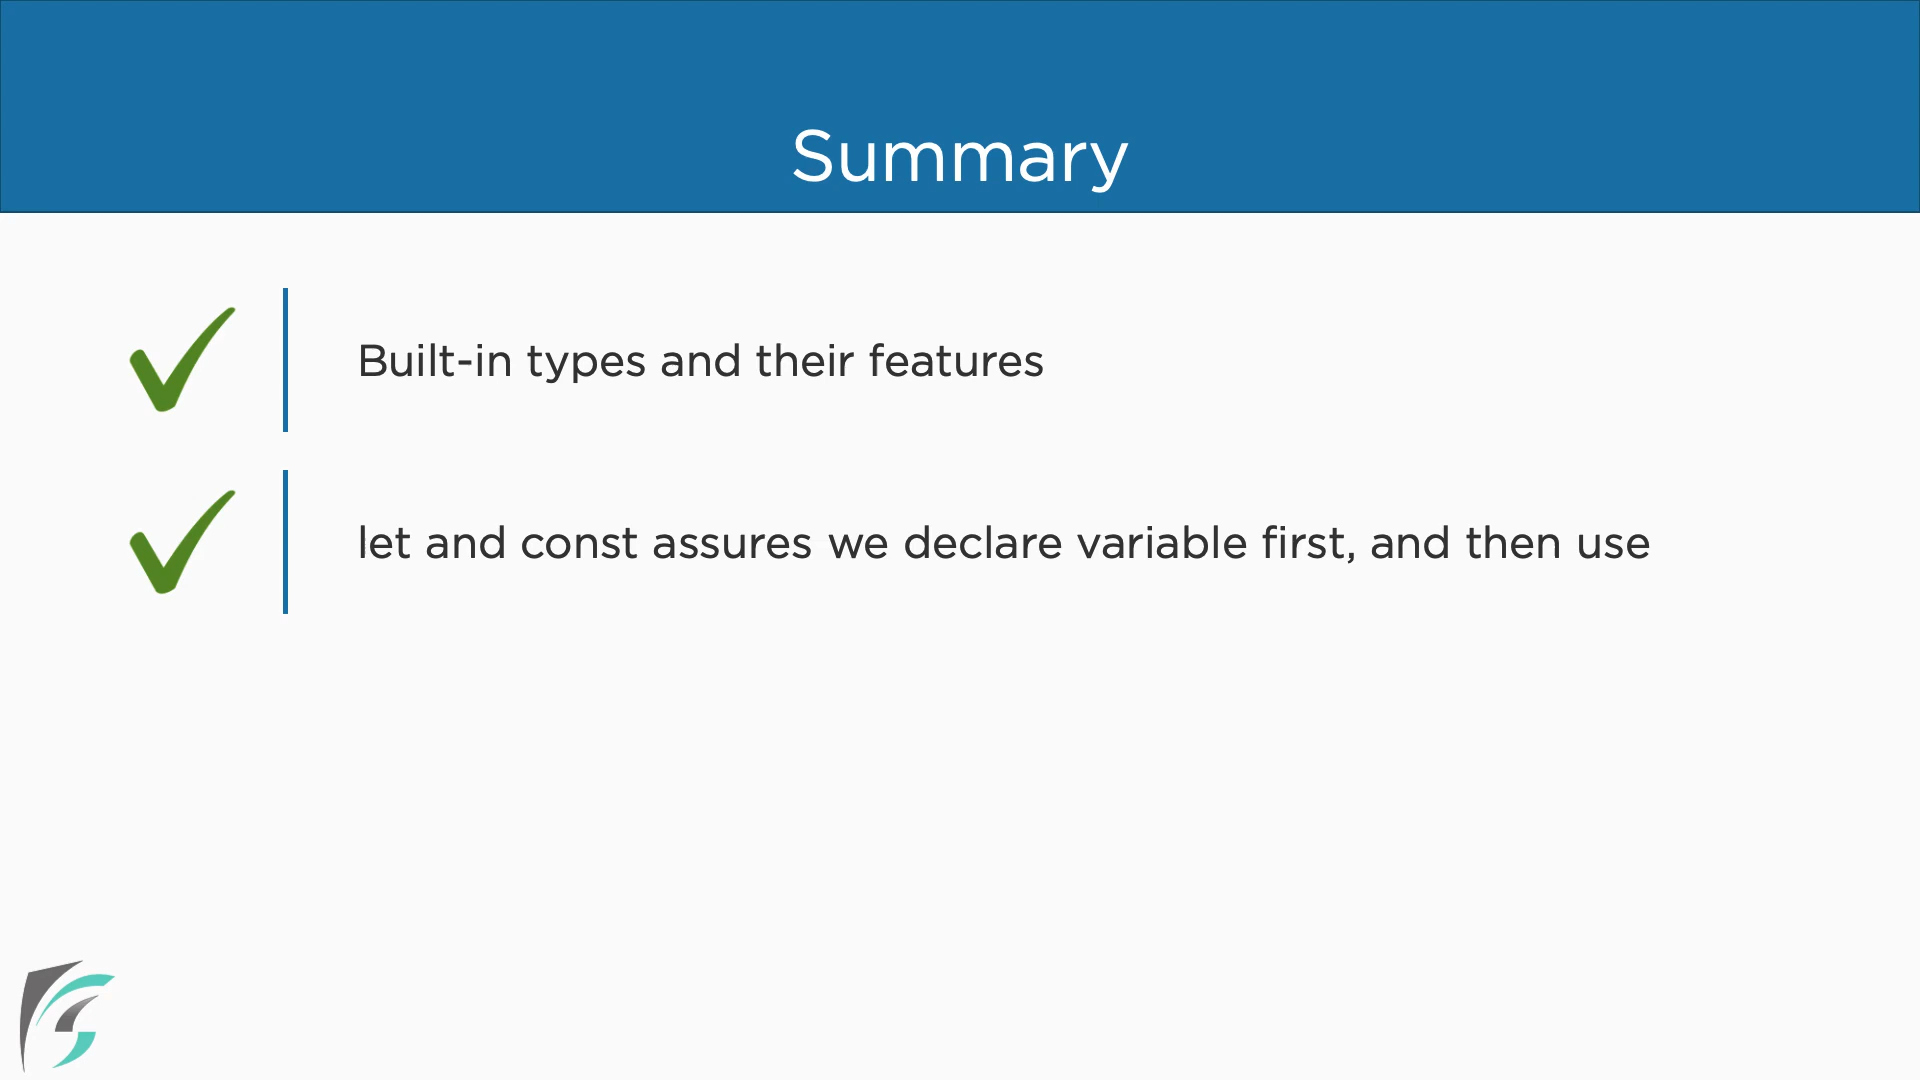 Summary
Built-in types and their features
let and const assures we declare variable first, and then use